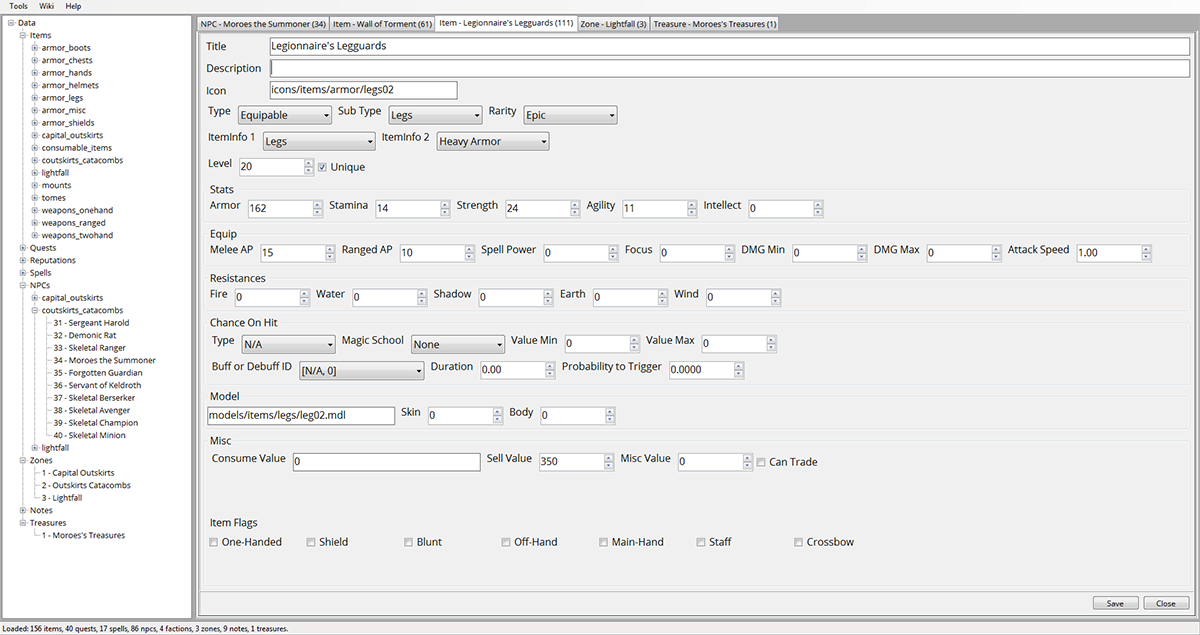 Tools Wiki Help
Data
Items
armor_boots
armor_chests
armor_hands
armor_helmets
armor_legs
armor_misc
armor_shields
capital_outskirts
consumable_items
coutskirts_catacombs
lightfall
mounts
tomes
weapons_onehand
weapons_ranged
weapons_twohand
Quests
Reputations
Spells
NPCs
capital_outskirts
coutskirts_catacombs
31 - Sergeant Harold
32 - Demonic Rat
33 - Skeletal Ranger
34 - Moroes the Summoner
35 - Forgotten Guardian
36 - Servant of Keldroth
37 - Skeletal Berserker
38 - Skeletal Avenger
39 - Skeletal Champion
40 - Skeletal Minion
lightfall
Zones
1 - Capital Outskirts
2 - Outskirts Catacombs
3 - Lightfall
Notes
Treasures
1 - Moroes's Treasures
NPC - Moroes the Summoner (34) Item - Wall of Torment (61) Item - Legionnaire's Legguards (111) Zone - Lightfall (3) Treasure - Moroes's Treasures (1)
Title Legionnaire's Legguards
Description
Icon icons/items/armor/legs02
Type Equipable Sub Type Legs Rarity Epic
ItemInfo 1 Legs ItemInfo 2 Heavy Armor
Level 20 Unique
Stats
Armor 162 Stamina 14 Strength 24 Agility 11 Intellect 0
Equip
Melee AP 15 Ranged AP 10 Spell Power 0 Focus 0 DMG Min 0 DMG Max 0 Attack Speed 1.00
Resistances
Fire 0 Water 0 Shadow 0 Earth 0 Wind 0
Chance On Hit
Type N/A Magic School None Value Min 0 Value Max 0
Buff or Debuff ID [N/A, 0] Duration 0.00 Probability to Trigger 0.0000
Model
models/items/legs/leg02.mdl Skin 0 Body 0
Misc
Consume Value 0 Sell Value 350 Misc Value 0 Can Trade
Item Flags
One-Handed Shield Blunt Off-Hand Main-Hand Staff Crossbow
Save Close
Loaded: 156 items, 40 quests, 17 spells, 86 npcs, 4 factions, 3 zones, 9 notes, 1 treasures.